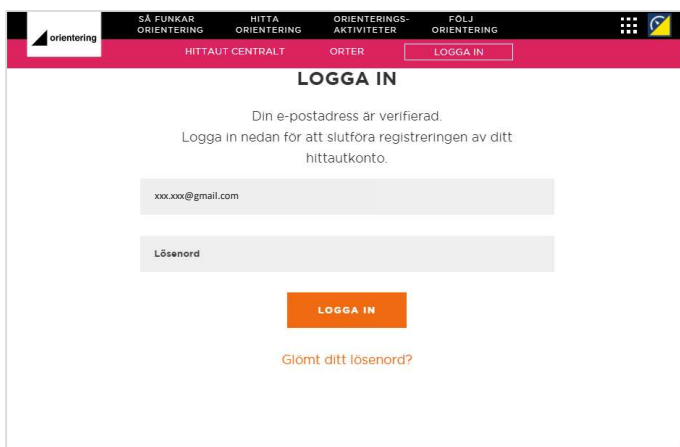 orientering
SÅ FUNKAR
ORIENTERING
HITTA
ORIENTERING
ORIENTERINGS-
AKTIVITETER
FÖLJ
ORIENTERING
HITTAUT CENTRALT
ORTER
LOGGA IN
LOGGA IN
Din e-postadress är verifierad.
Logga in nedan för att slutföra registreringen av ditt
hittautkonto.
xxx.xxx@gmail.com
Lösenord
LOGGA IN
Glömt ditt lösenord?